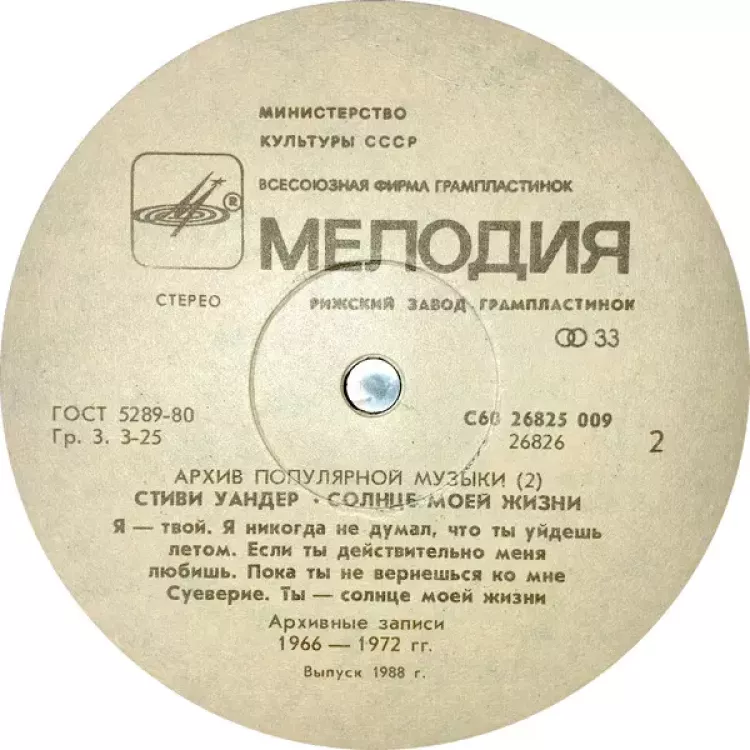 МИНИСТЕРСТВО
КУЛЬТУРЫ СССР
ВСЕСОЮЗНАЯ ФИРМА ГРАМПЛАСТИНОК
®
МЕЛОДИЯ
СТЕРЕО
РИЖСКИЙ ЗАВОД ГРАМПЛАСТИНОК
33
ГОСТ 5289-80
С60 26825 009
Гр. 3. 3-25
26826
2
АРХИВ ПОПУЛЯРНОЙ МУЗЫКИ (2)
СТИВИ УАНДЕР · СОЛНЦЕ МОЕЙ ЖИЗНИ
Я — твой. Я никогда не думал, что ты уйдешь
летом. Если ты действительно меня
любишь. Пока ты не вернешься ко мне
Суеверие. Ты — солнце моей жизни
Архивные записи
1966 — 1972 гг.
Выпуск 1988 г.